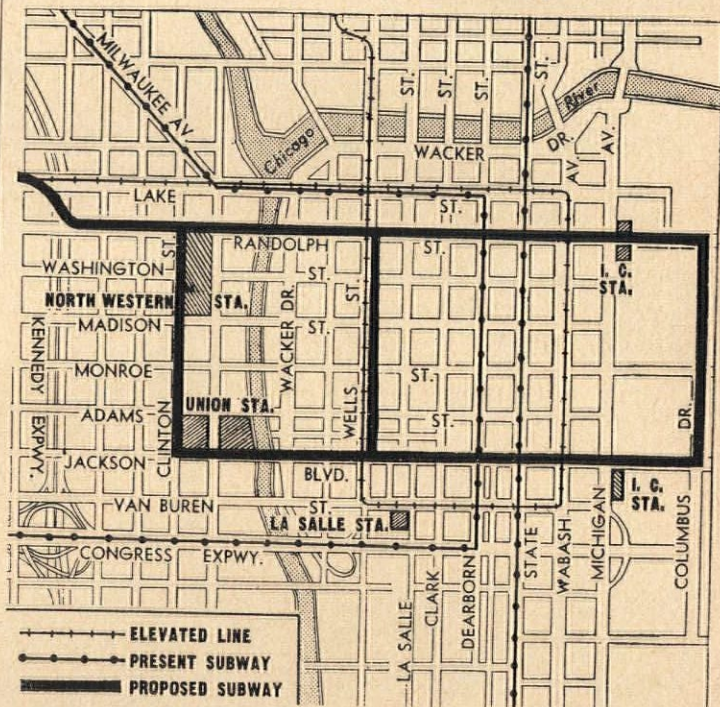 MILWAUKEE AV.
ST.
ST.
ST.
ST.
Chicago
River
WACKER
DR.
AV.
AV.
LAKE
ST.
RANDOLPH
ST.
ST.
WASHINGTON
ST.
I. C.
STA.
NORTH WESTERN
STA.
WACKER DR.
ST.
MADISON
ST.
KENNEDY EXPWY.
MONROE
ST.
UNION STA.
ADAMS
ST.
WELLS
CLINTON
DR.
JACKSON
BLVD.
VAN BUREN
ST.
LA SALLE STA.
I. C.
STA.
CONGRESS EXPWY.
LA SALLE
CLARK
DEARBORN
STATE
WABASH
MICHIGAN
COLUMBUS
ELEVATED LINE
PRESENT SUBWAY
PROPOSED SUBWAY